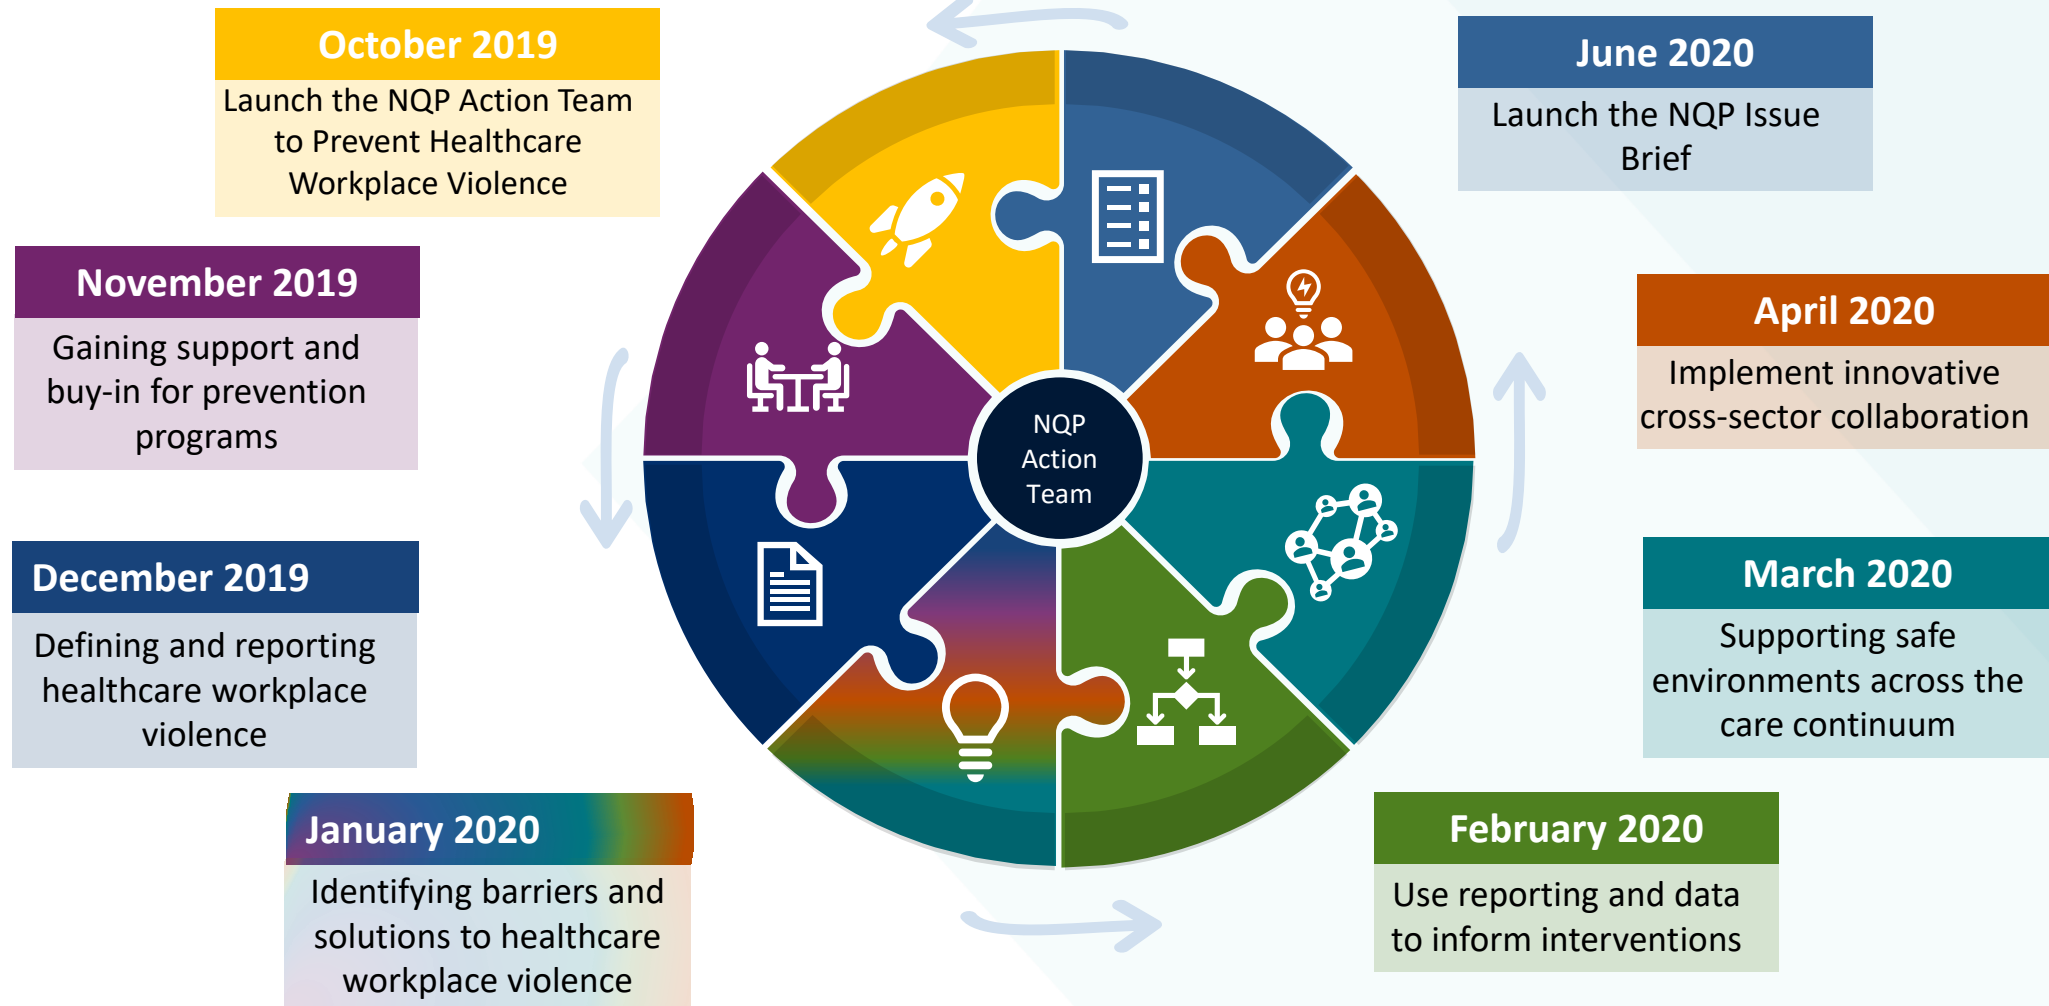 October 2019
Launch the NQP Action Team
to Prevent Healthcare
Workplace Violence
November 2019
Gaining support and
buy-in for prevention
programs
December 2019
Defining and reporting
healthcare workplace
violence
January 2020
Identifying barriers and
solutions to healthcare
workplace violence
NQP
Action
Team
June 2020
Launch the NQP Issue
Brief
April 2020
Implement innovative
cross-sector collaboration
March 2020
Supporting safe
environments across the
care continuum
February 2020
Use reporting and data
to inform interventions